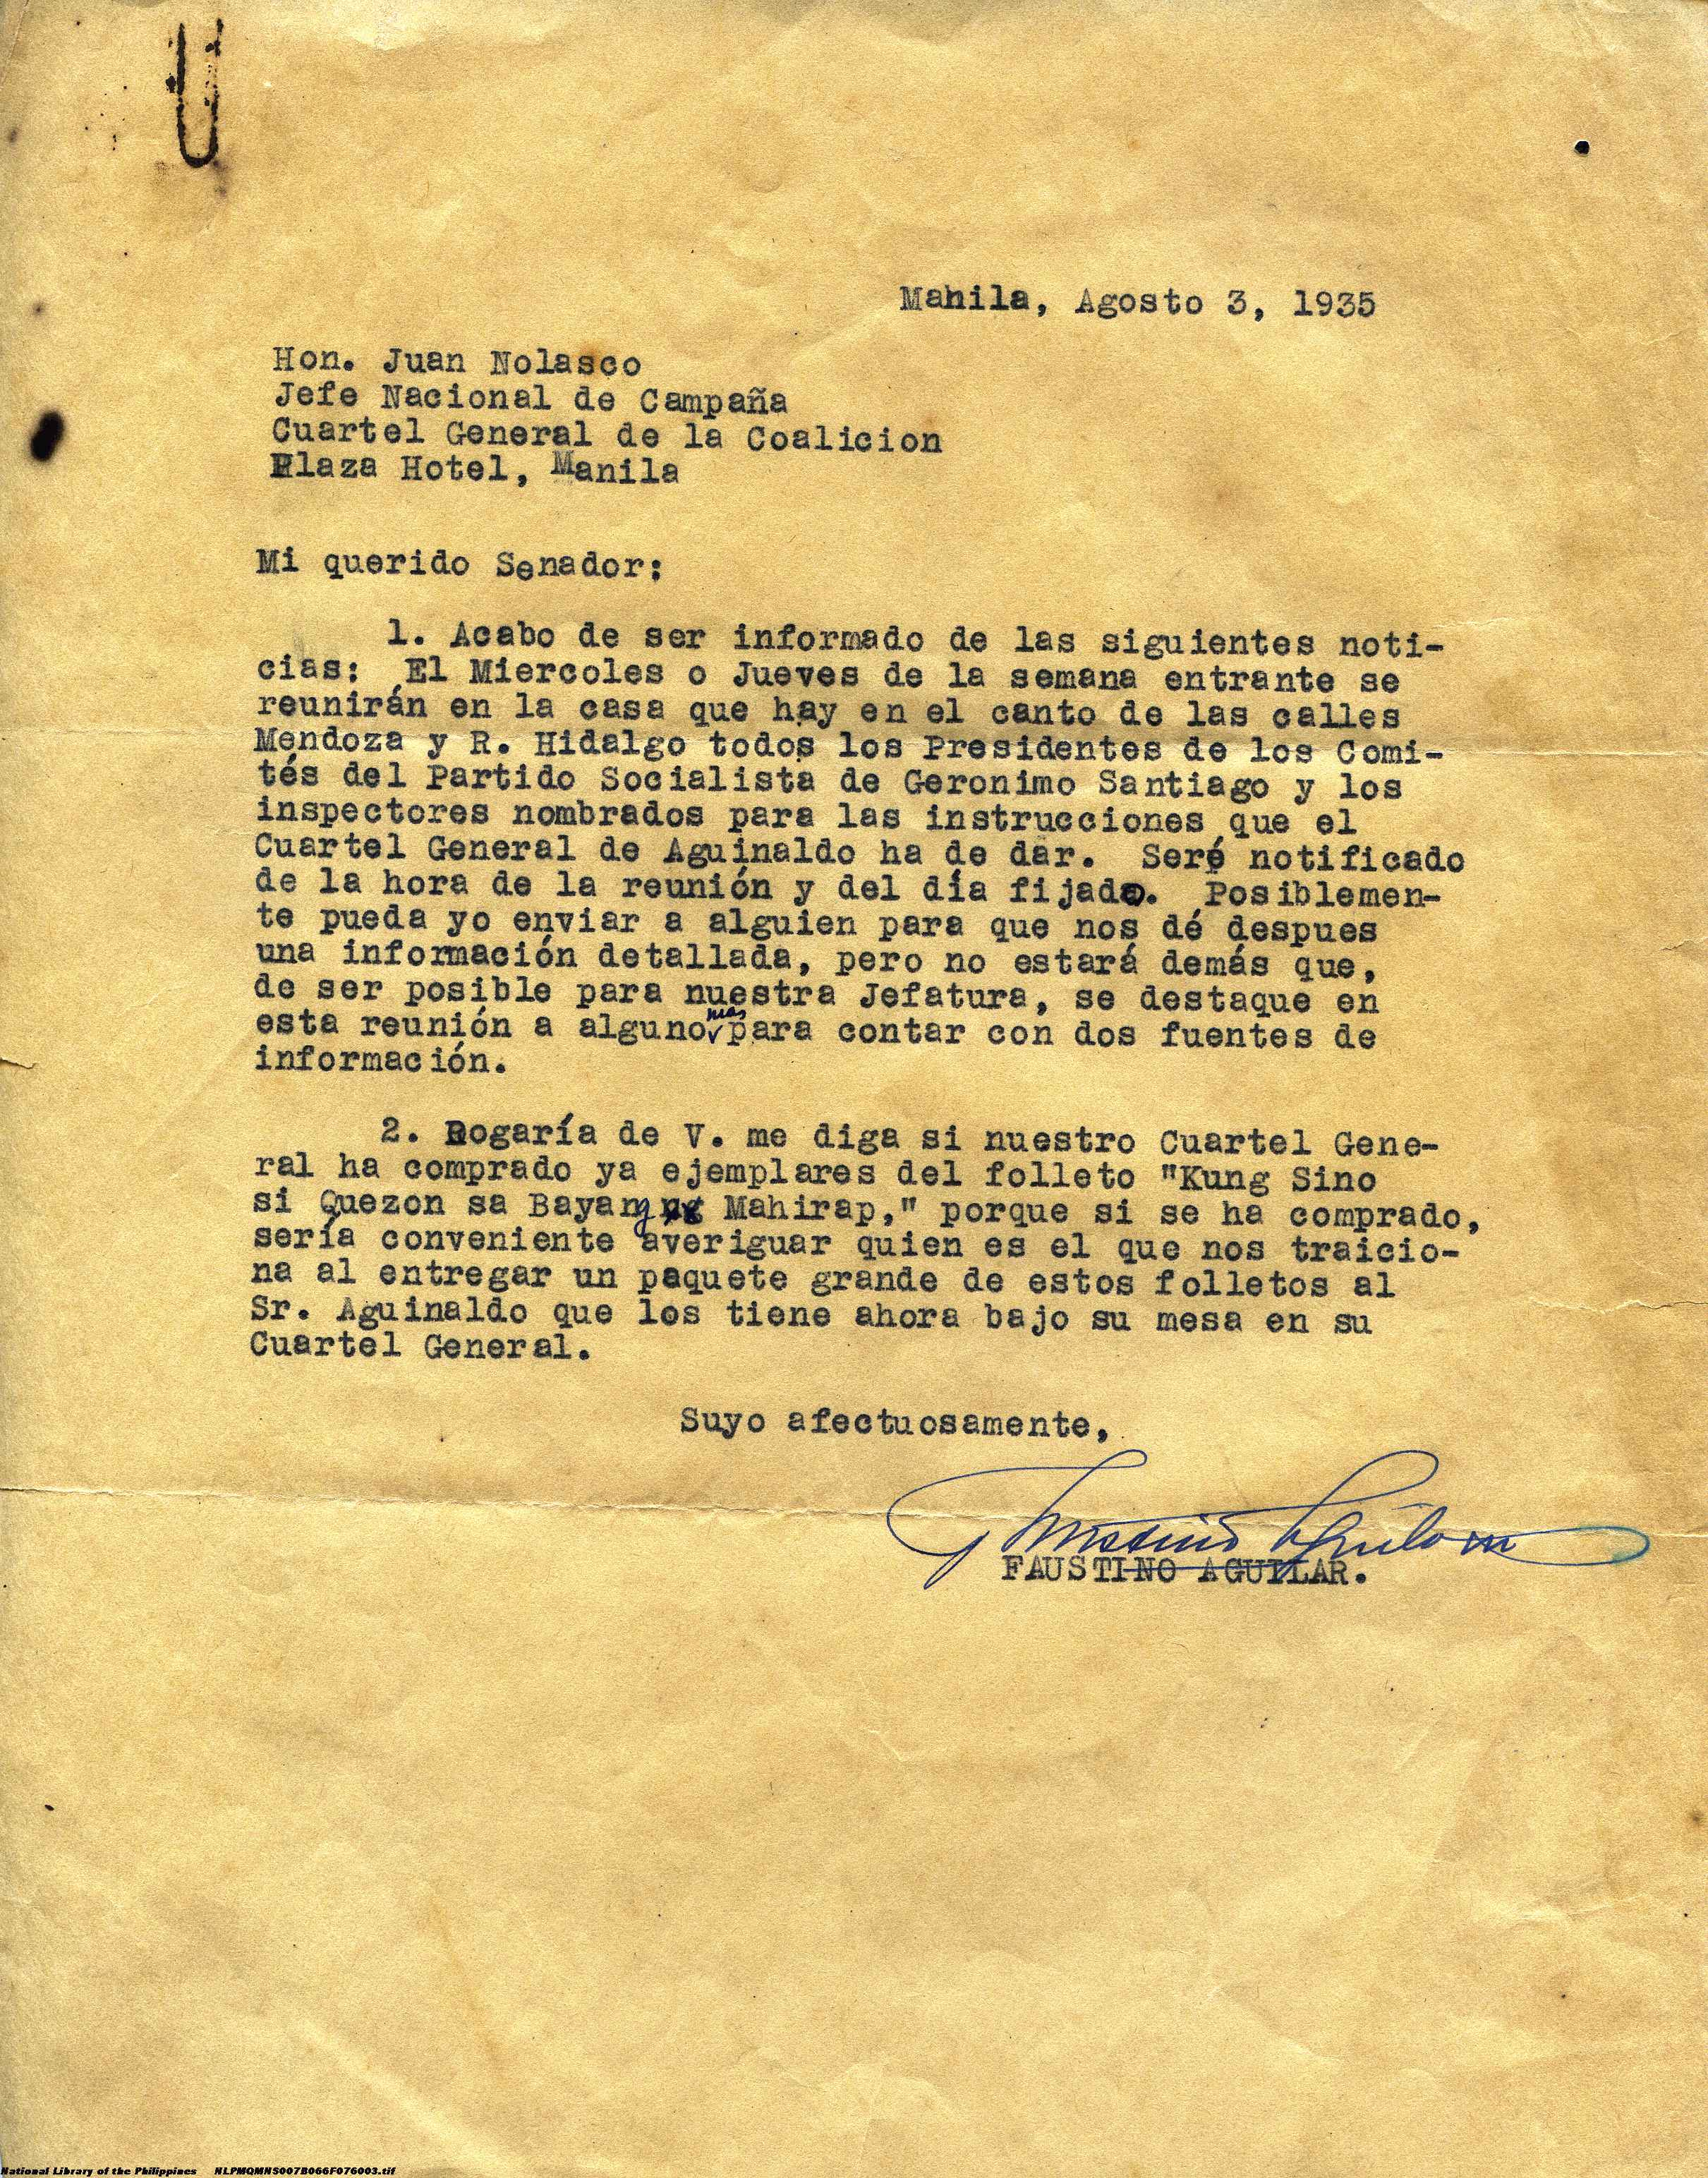 Manila, Agosto 3, 1935
Hon. Juan Nolasco
Jefe Nacional de Campaña
Cuartel General de la Coalicion
Plaza Hotel, Manila
Mi querido Senador:
1. Acabo de ser informado de las siguientes noti-
cias: El Miercoles o Jueves de la semana entrante se
reunirán en la casa que hay en el canto de las calles
Mendoza y R. Hidalgo todos los Presidentes de los Comi-
tés del Partido Socialista de Geronimo Santiago y los
inspectores nombrados para las instrucciones que el
Cuartel General de Aguinaldo ha de dar. Seré notificado
de la hora de la reunión y del día fijado. Posiblemen-
te pueda yo enviar a alguien para que nos dé despues
una información detallada, pero no estará demás que,
de ser posible para nuestra Jefatura, se destaque en
esta reunión a alguno mas para contar con dos fuentes de
información.
2. Rogaría de V. me diga si nuestro Cuartel Gene-
ral ha comprado ya ejemplares del folleto "Kung Sino
si Quezon sa Bayang Mahirap," porque si se ha comprado,
sería conveniente averiguar quien es el que nos traicio-
na al entregar un paquete grande de estos folletos al
Sr. Aguinaldo que los tiene ahora bajo su mesa en su
Cuartel General.
Suyo afectuosamente,
Faustino Aguilar
FAUSTINO AGUILAR.
National Library of the Philippines NLPMQMNS007B066F076003.tif